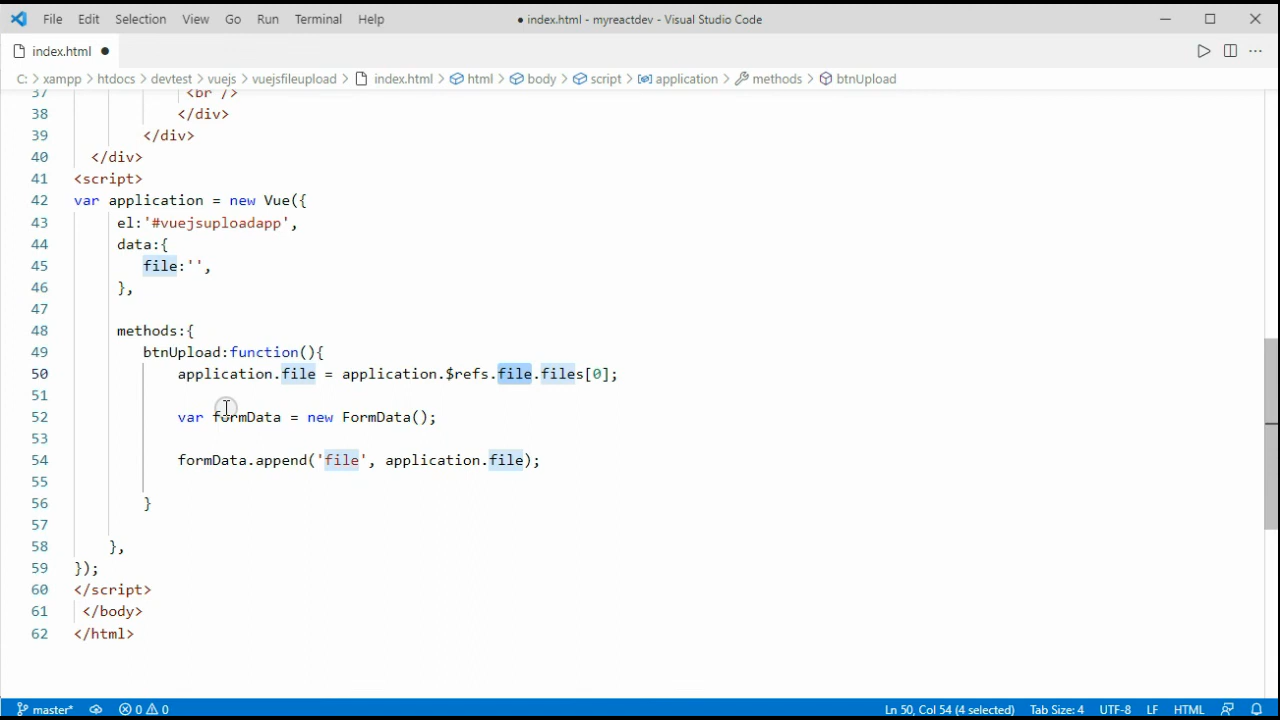 File Edit Selection View Go Run Terminal Help ● index.html - myreactdev - Visual Studio Code
index.html ●
C: > xampp > htdocs > devtest > vuejs > vuejsfileupload > index.html > html > body > script > application > methods > btnUpload
37 <br />
38 </div>
39 </div>
40 </div>
41 <script>
42 var application = new Vue({
43 el:'#vuejsuploadapp',
44 data:{
45 file:'',
46 },
47
48 methods:{
49 btnUpload:function(){
50 application.file = application.$refs.file.files[0];
51
52 var formData = new FormData();
53
54 formData.append('file', application.file);
55
56 }
57
58 },
59 });
60 </script>
61 </body>
62 </html>
master* 0 0 Ln 50, Col 54 (4 selected) Tab Size: 4 UTF-8 LF HTML